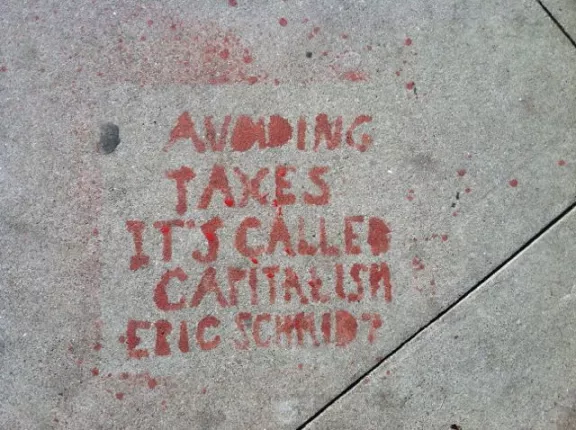 AVOIDING
TAXES
IT'S CALLED
CAPITALISM
-ERIC SCHMIDT